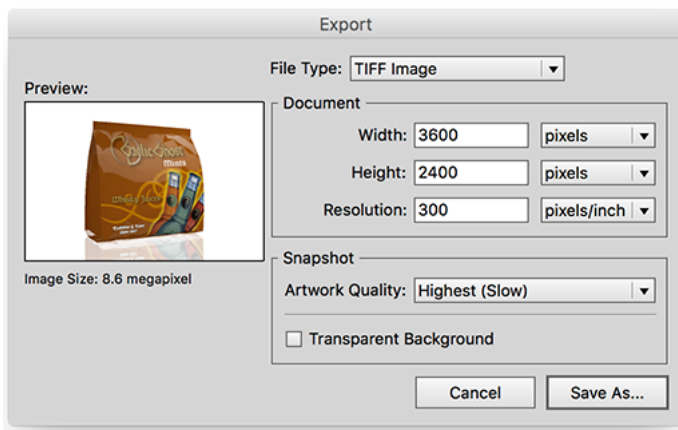 Export
File Type: TIFF Image
Preview:
Document
Width: 3600 pixels
Height: 2400 pixels
Resolution: 300 pixels/inch
Mints
Image Size: 8.6 megapixel
Snapshot
Artwork Quality: Highest (Slow)
Transparent Background
Cancel Save As...